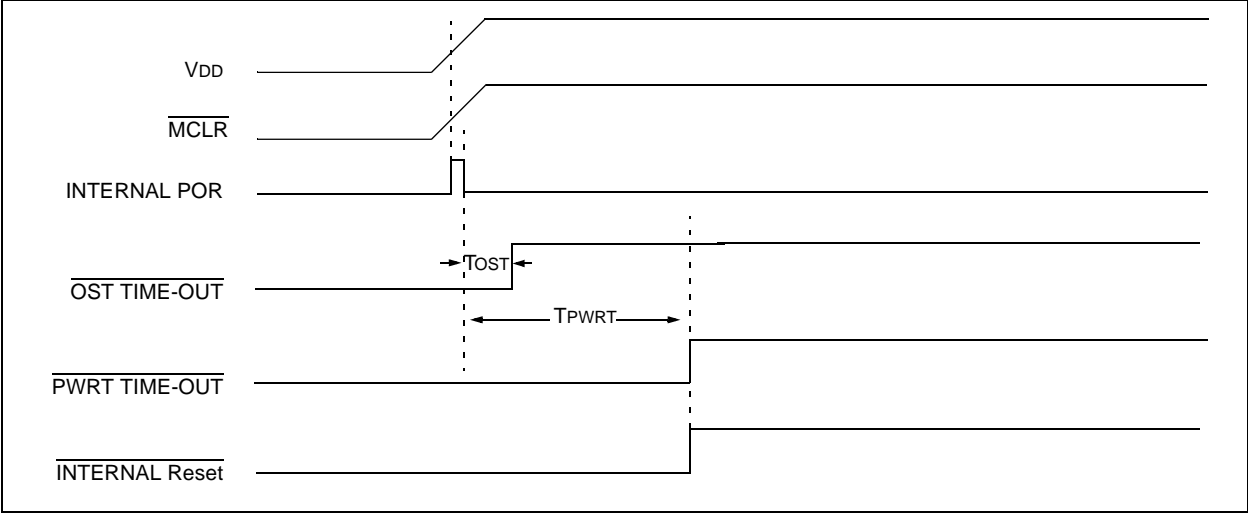 VDD
MCLR
INTERNAL POR
TOST
OST TIME-OUT
TPWRT
PWRT TIME-OUT
INTERNAL Reset